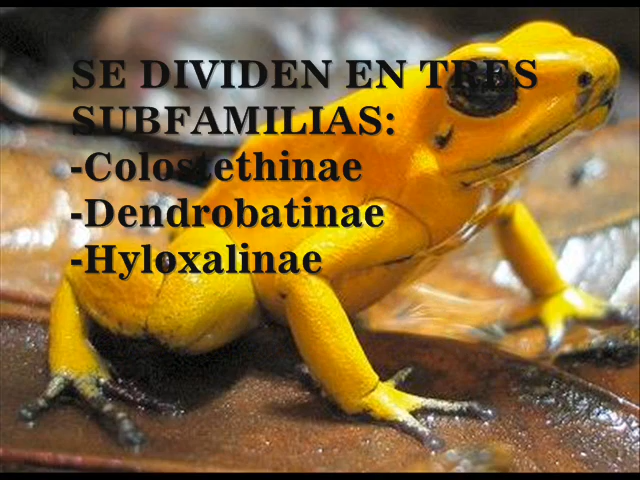 SE DIVIDEN EN TRES
SUBFAMILIAS:
-Colostethinae
-Dendrobatinae
-Hyloxalinae